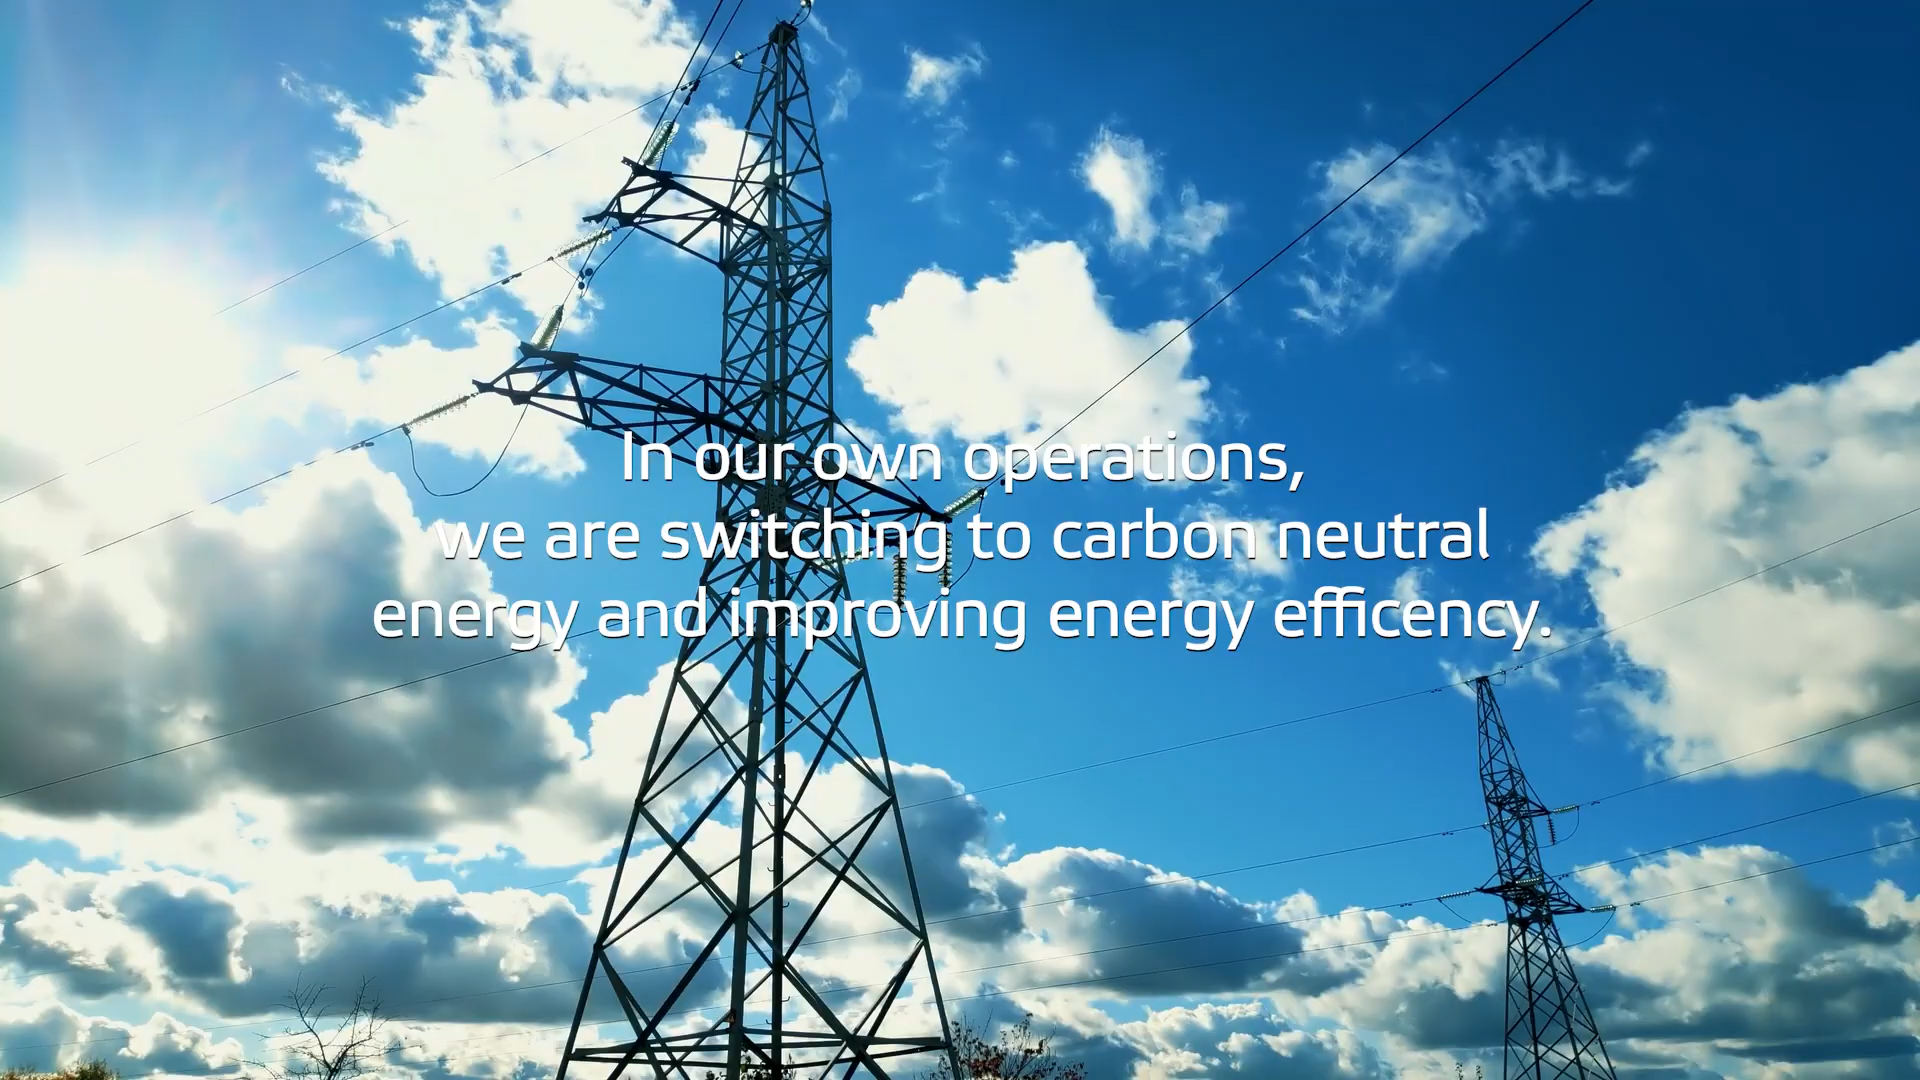 In our own operations,
we are switching to carbon neutral
energy and improving energy efficency.